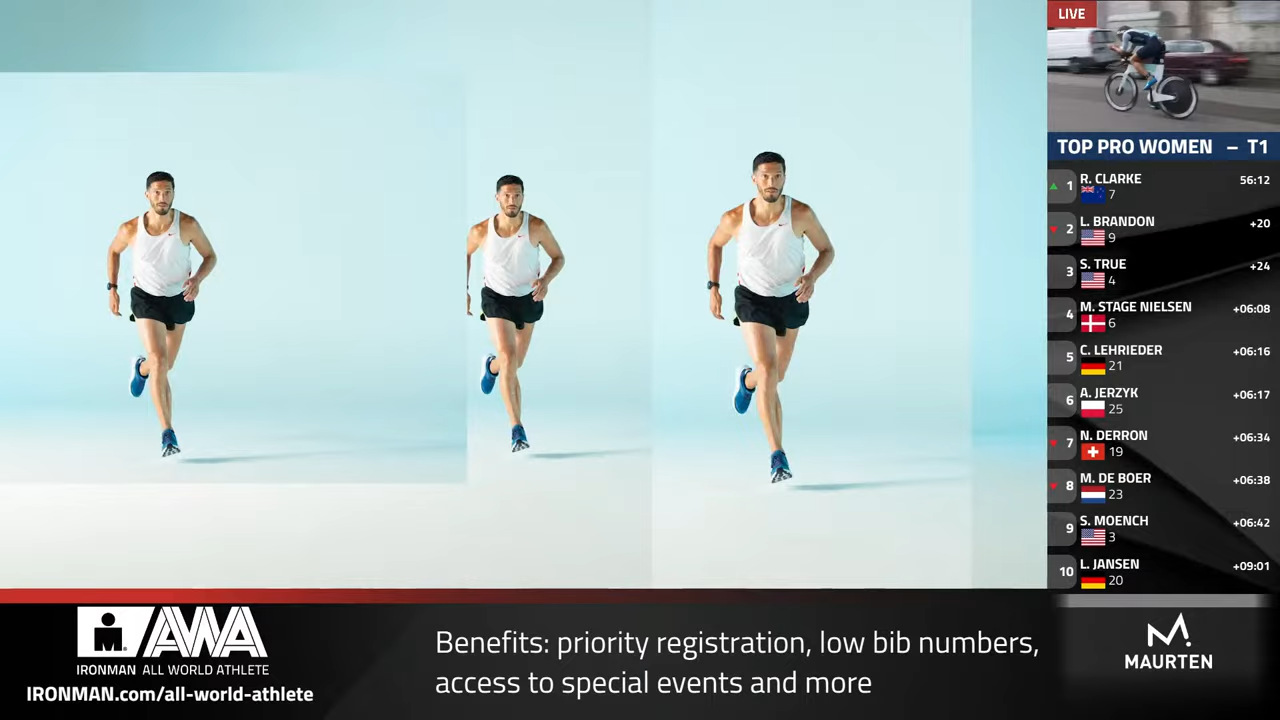 LIVE
TOP PRO WOMEN – T1
1 R. CLARKE 56:12
7
2 L. BRANDON +20
9
3 S. TRUE +24
4
4 M. STAGE NIELSEN +06:08
6
5 C. LEHRIEDER +06:16
21
6 A. JERZYK +06:17
25
7 N. DERRON +06:34
19
8 M. DE BOER +06:38
23
9 S. MOENCH +06:42
3
10 L. JANSEN +09:01
20
AWA
IRONMAN ALL WORLD ATHLETE
IRONMAN.com/all-world-athlete
Benefits: priority registration, low bib numbers,
access to special events and more
MAURTEN